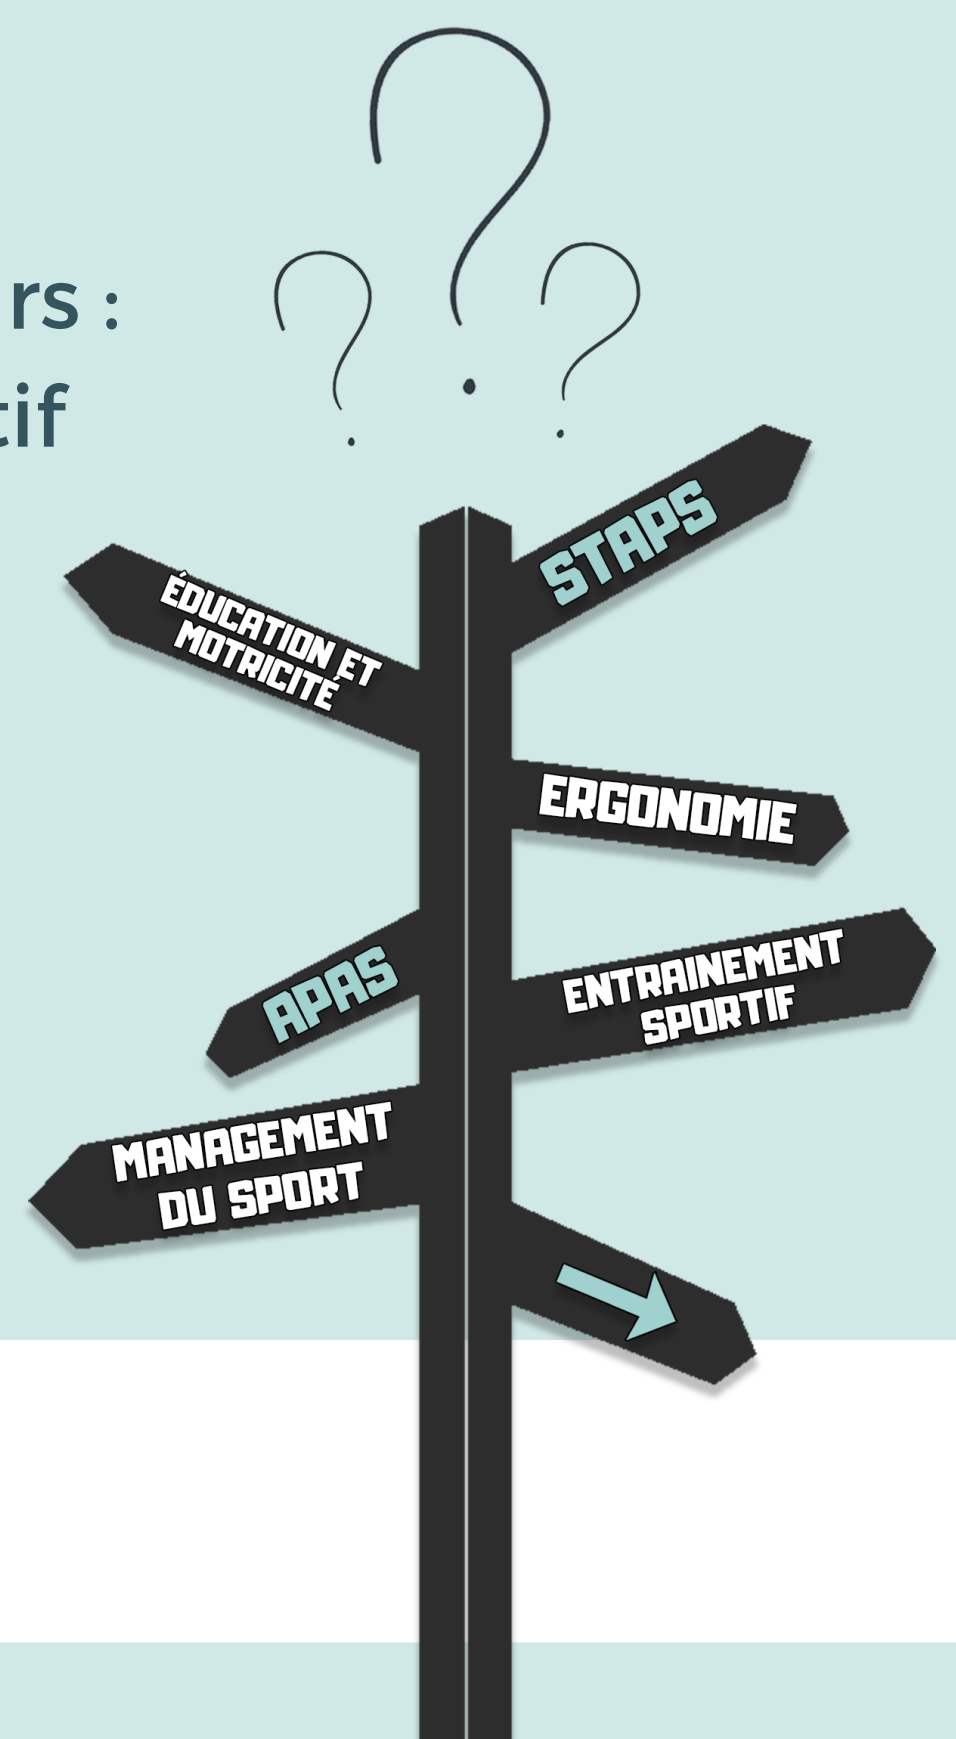 rs :
tif
STAPS
ÉDUCATION ET
MOTRICITÉ
ERGONOMIE
APAS
ENTRAINEMENT
SPORTIF
MANAGEMENT
DU SPORT